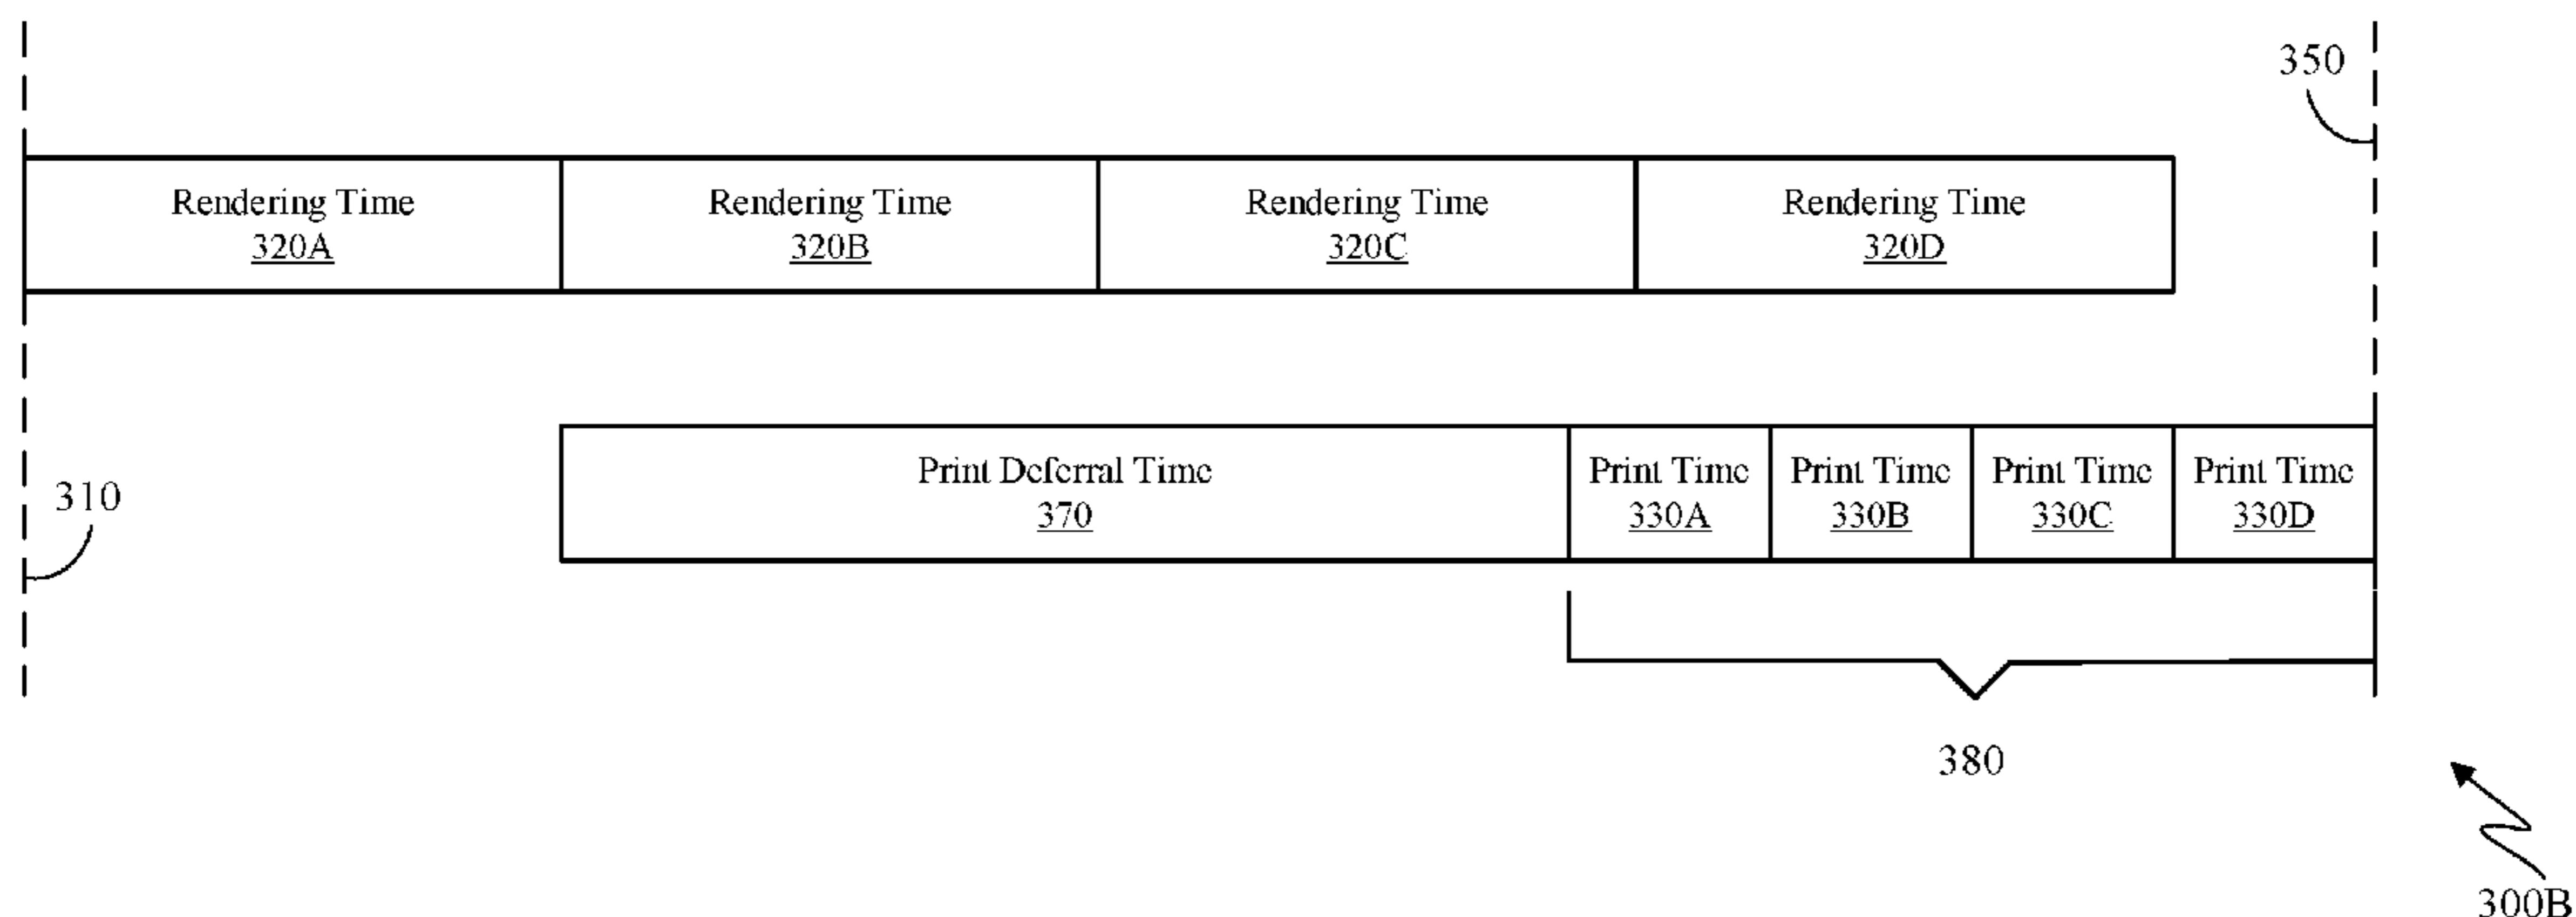 350
Rendering Time
320A
Rendering Time
320B
Rendering Time
320C
Rendering Time
320D
310
Print Deferral Time
370
Print Time
330A
Print Time
330B
Print Time
330C
Print Time
330D
380
300B